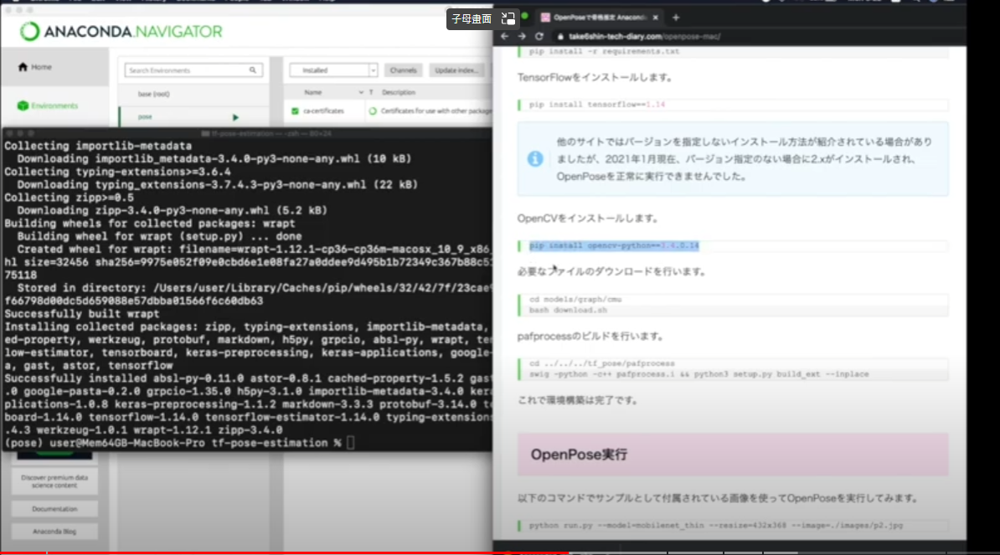 子母畫面
ANACONDA.NAVIGATOR
Home
Environments
Search Environments
base (root)
pose
Installed
Channels
Update index...
Name
T
Description
ca-certificates
Certificates for use with other package
tf-pose-estimation — -zsh — 80×24
Collecting importlib-metadata
Downloading importlib_metadata-3.4.0-py3-none-any.whl (10 kB)
Collecting typing-extensions>=3.6.4
Downloading typing_extensions-3.7.4.3-py3-none-any.whl (22 kB)
Collecting zipp>=0.5
Downloading zipp-3.4.0-py3-none-any.whl (5.2 kB)
Building wheels for collected packages: wrapt
Building wheel for wrapt (setup.py) ... done
Created wheel for wrapt: filename=wrapt-1.12.1-cp36-cp36m-macosx_10_9_x86_
hl size=32456 sha256=9975e052f09e0cbd6e1e08fa27a0ddee9d495b1b72349c367b88c51
75118
Stored in directory: /Users/user/Library/Caches/pip/wheels/32/42/7f/23cae9
f66798d00dc5d659088e57dbba01566f6c60db63
Successfully built wrapt
Installing collected packages: zipp, typing-extensions, importlib-metadata,
ed-property, werkzeug, protobuf, markdown, h5py, grpcio, absl-py, wrapt, ten
low-estimator, tensorboard, keras-preprocessing, keras-applications, google-
a, gast, astor, tensorflow
Successfully installed absl-py-0.11.0 astor-0.8.1 cached-property-1.5.2 gast
.0 google-pasta-0.2.0 grpcio-1.35.0 h5py-3.1.0 importlib-metadata-3.4.0 kera
plications-1.0.8 keras-preprocessing-1.1.2 markdown-3.3.3 protobuf-3.14.0 te
board-1.14.0 tensorflow-1.14.0 tensorflow-estimator-1.14.0 typing-extensions
.4.3 werkzeug-1.0.1 wrapt-1.12.1 zipp-3.4.0
(pose) user@Mem64GB-MacBook-Pro tf-pose-estimation %
Discover premium data
science content
Documentation
Anaconda Blog
OpenPoseで骨格推定 Anaconda
take6shin-tech-diary.com/openpose-mac/
pip install -r requirements.txt
TensorFlowをインストールします。
pip install tensorflow==1.14
他のサイトではバージョンを指定しないインストール方法が紹介されている場合があり
ましたが、2021年1月現在、バージョン指定のない場合に2.xがインストールされ、
OpenPoseを正常に実行できませんでした。
OpenCVをインストールします。
pip install opencv-python==3.4.0.14
必要なファイルのダウンロードを行います。
cd models/graph/cmu
bash download.sh
pafprocessのビルドを行います。
cd ../../../tf_pose/pafprocess
swig -python -c++ pafprocess.i && python3 setup.py build_ext --inplace
これで環境構築は完了です。
OpenPose実行
以下のコマンドでサンプルとして付属されている画像を使ってOpenPoseを実行してみます。
python run.py --model=mobilenet_thin --resize=432x368 --image=./images/p2.jpg